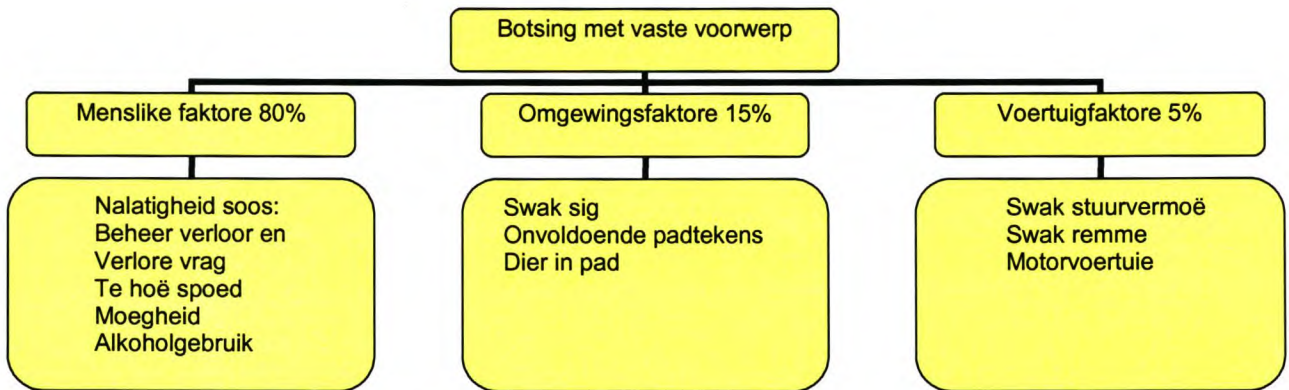 Botsing met vaste voorwerp
Menslike faktore 80%
Omgewingsfaktore 15%
Voertuigfaktore 5%
Nalatigheid soos:
Beheer verloor en
Verlore vrag
Te hoë spoed
Moegheid
Alkoholgebruik
Swak sig
Onvoldoende padtekens
Dier in pad
Swak stuurvermoë
Swak remme
Motorvoertuie